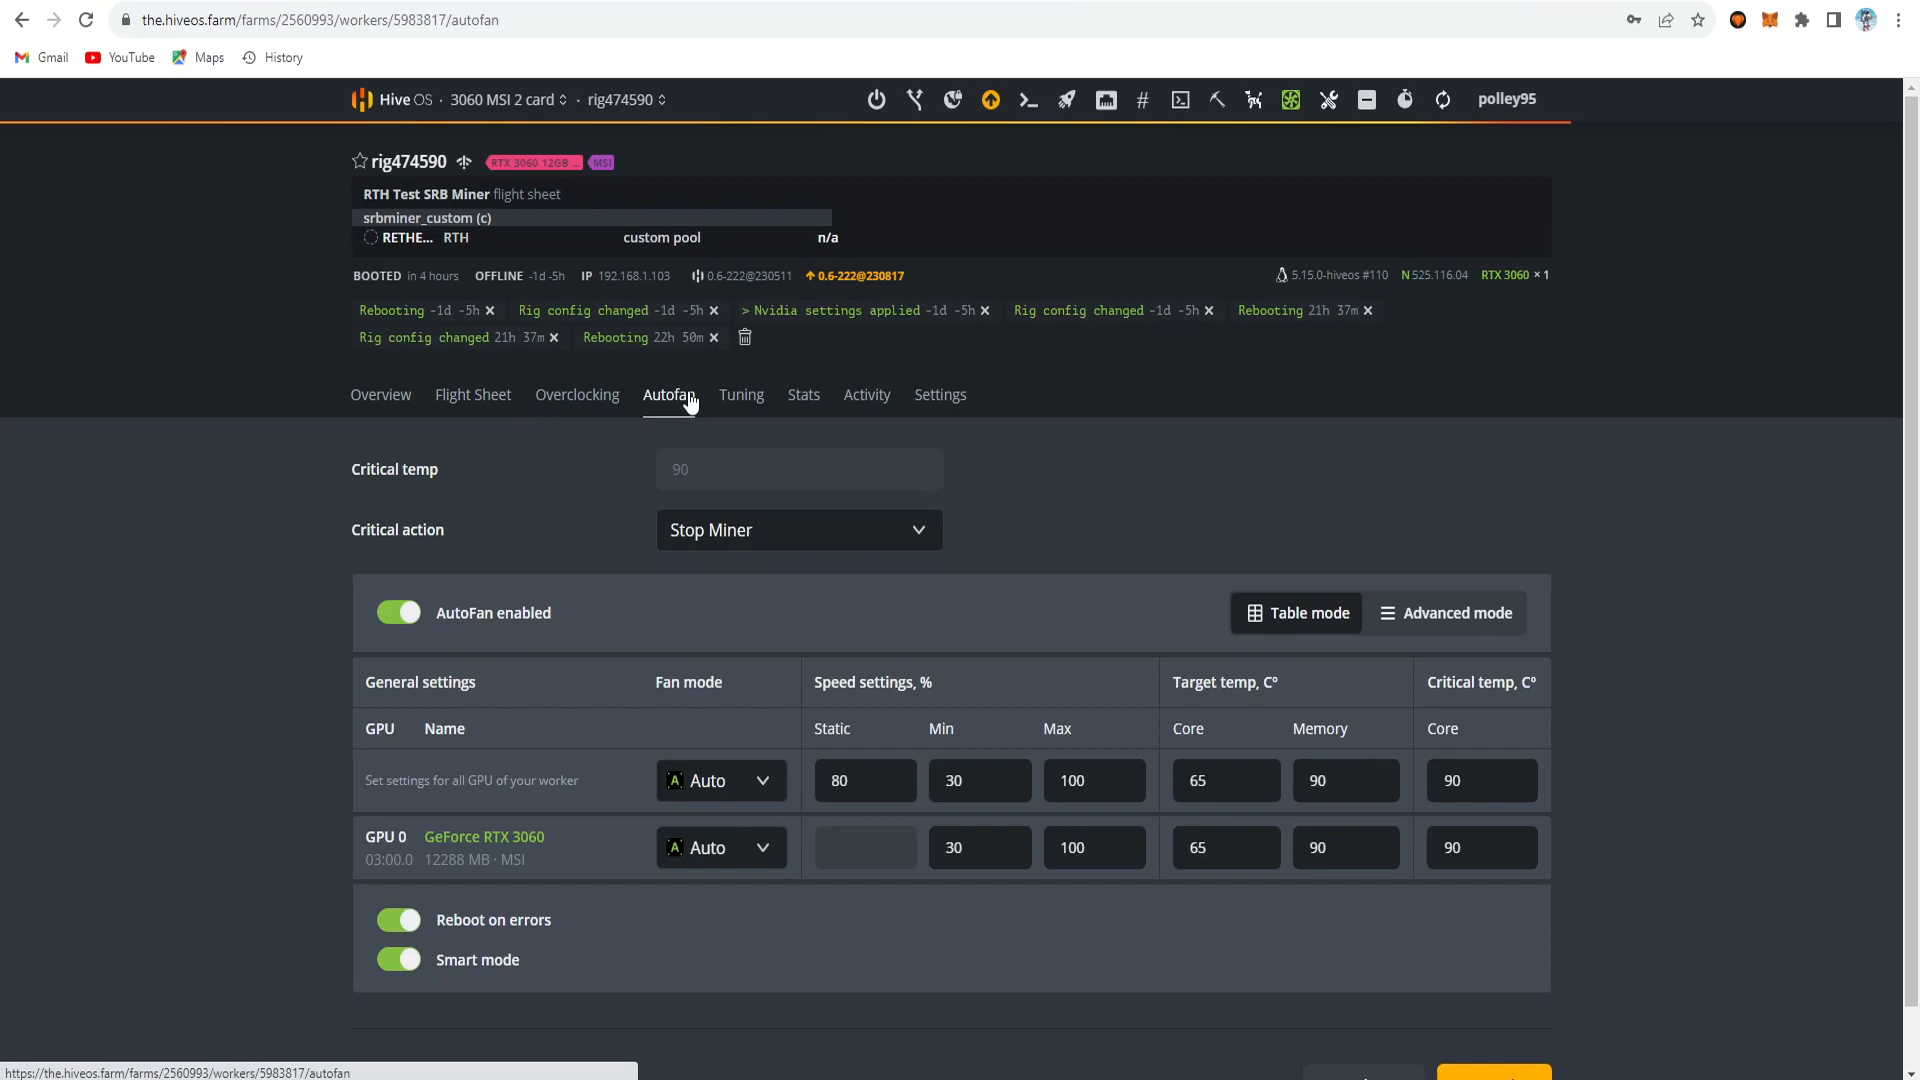 the.hiveos.farm/farms/2560993/workers/5983817/autofan
Gmail YouTube Maps History
Hive OS · 3060 MSI 2 card · rig474590 polley95
rig474590 RTX 3060 12GB ... MSI
RTH Test SRB Miner flight sheet
srbminer_custom (c)
RETHE... RTH custom pool n/a
BOOTED in 4 hours OFFLINE -1d -5h IP 192.168.1.103 0.6-222@230511 0.6-222@230817 5.15.0-hiveos #110 N 525.116.04 RTX 3060 × 1
Rebooting -1d -5h × Rig config changed -1d -5h × > Nvidia settings applied -1d -5h × Rig config changed -1d -5h × Rebooting 21h 37m ×
Rig config changed 21h 37m × Rebooting 22h 50m ×
Overview Flight Sheet Overclocking Autofan Tuning Stats Activity Settings
Critical temp 90
Critical action Stop Miner
AutoFan enabled Table mode Advanced mode
General settings Fan mode Speed settings, % Target temp, C° Critical temp, C°
GPU Name Static Min Max Core Memory Core
Set settings for all GPU of your worker A Auto 80 30 100 65 90 90
GPU 0 GeForce RTX 3060 A Auto 30 100 65 90 90
03:00.0 12288 MB · MSI
Reboot on errors
Smart mode
https://the.hiveos.farm/farms/2560993/workers/5983817/autofan